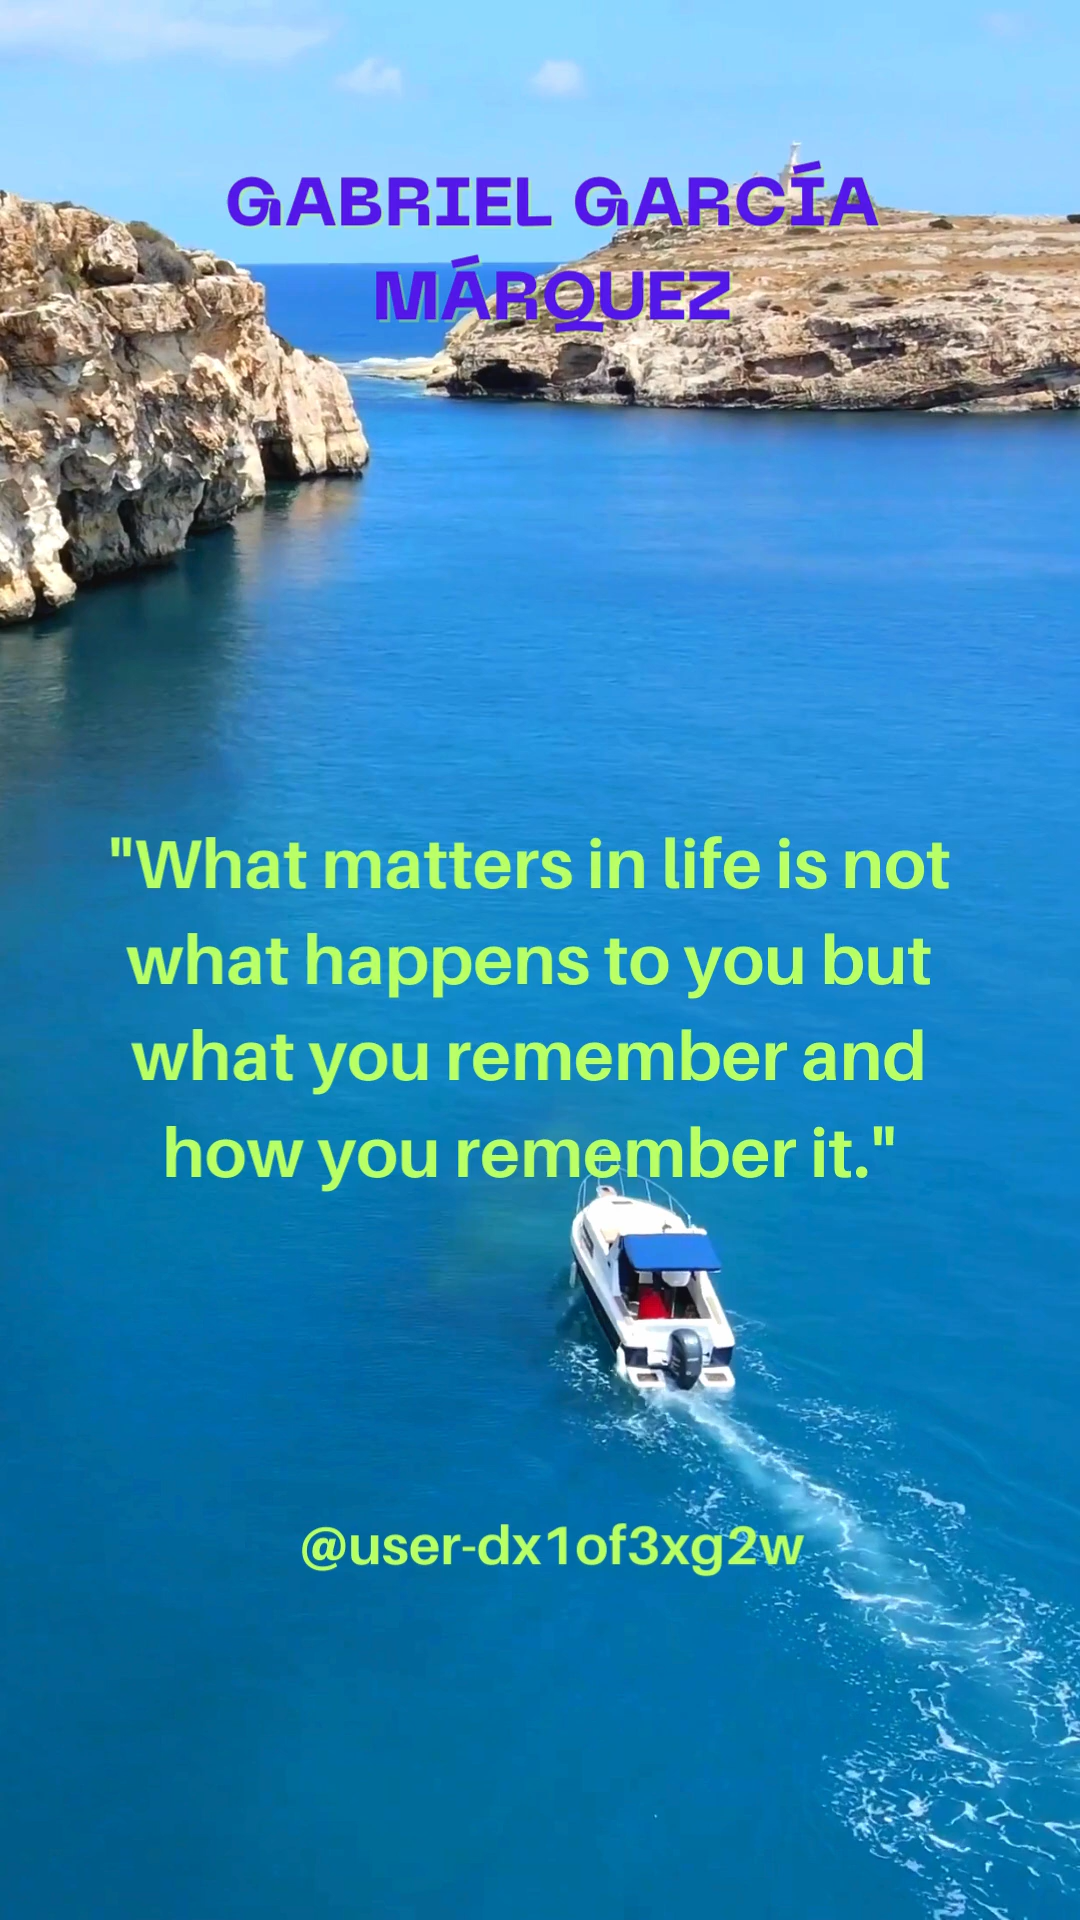 GABRIEL GARCÍA
MÁRQUEZ
"What matters in life is not
what happens to you but
what you remember and
how you remember it."
@user-dx1of3xg2w